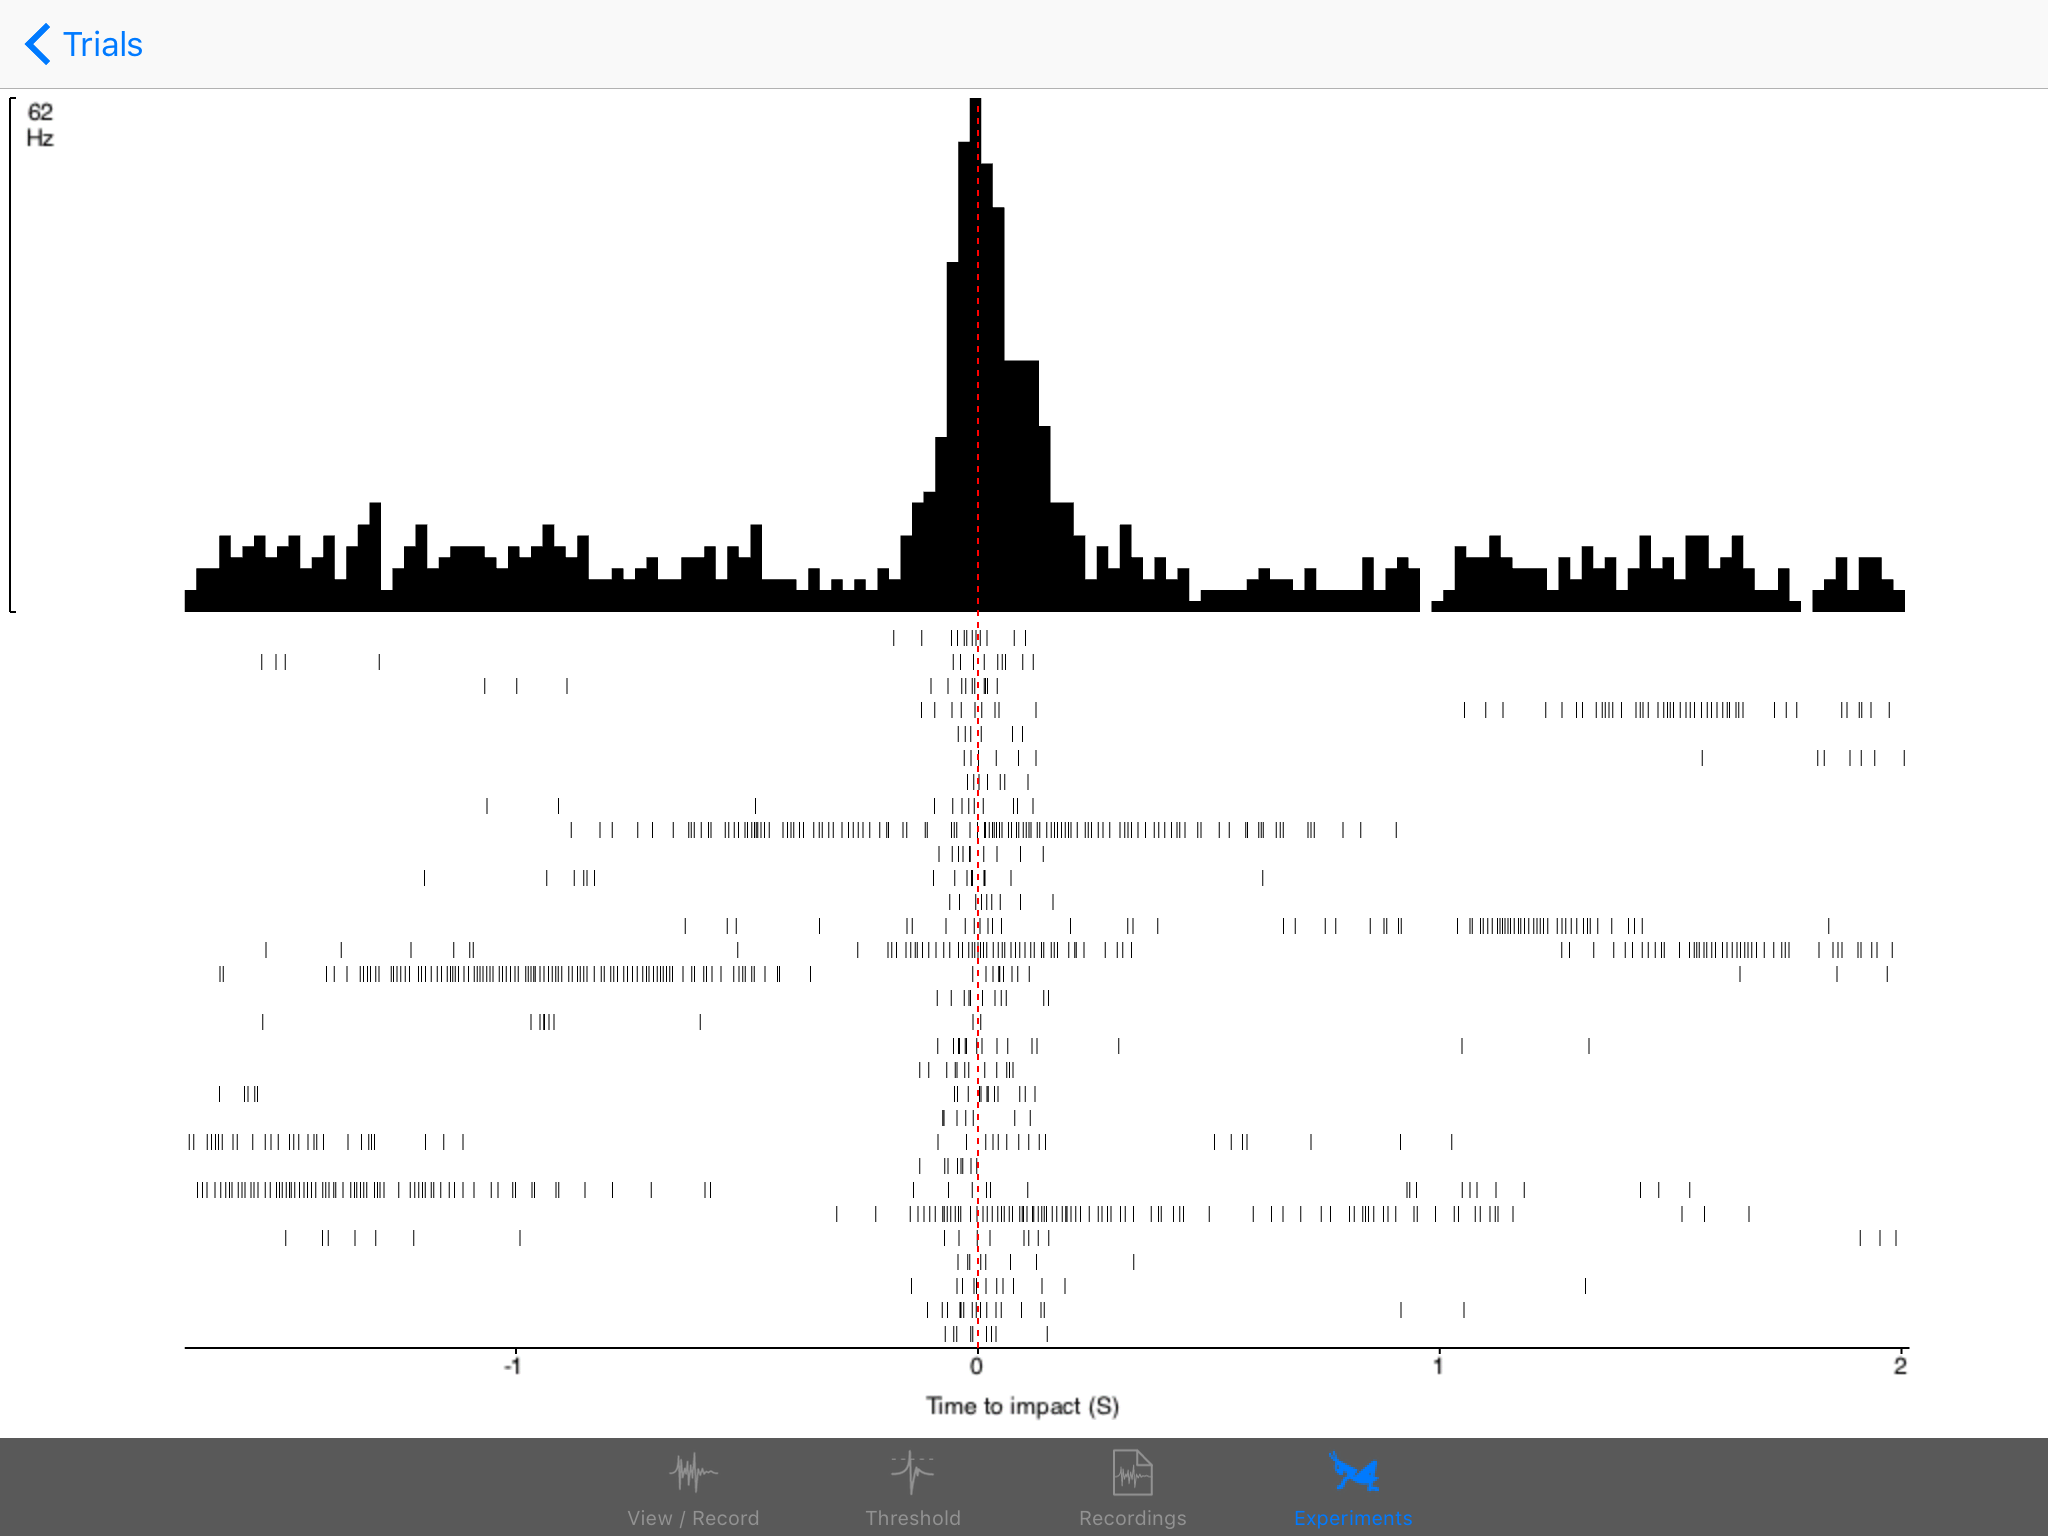 Trials
62
Hz
-1 0 1 2
Time to impact (S)
View / Record Threshold Recordings Experiments